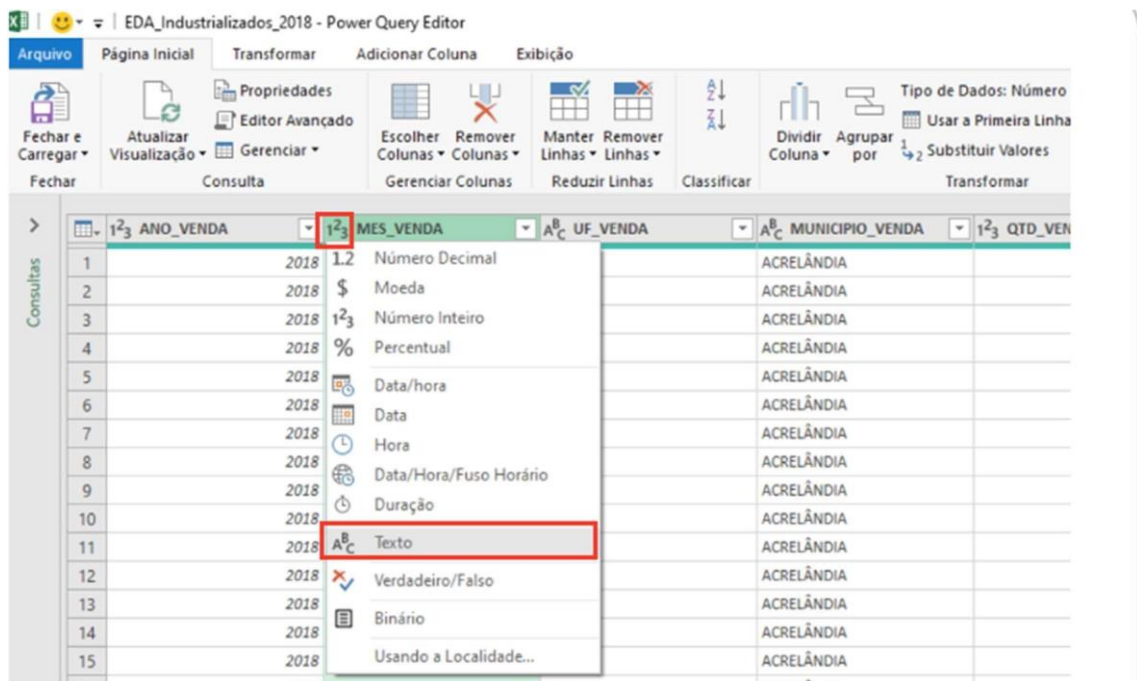 EDA_Industrializados_2018 - Power Query Editor
Arquivo Página Inicial Transformar Adicionar Coluna Exibição
Fechar e Carregar
Atualizar Visualização
Propriedades
Editor Avançado
Gerenciar
Escolher Colunas
Remover Colunas
Manter Linhas
Remover Linhas
Dividir Coluna
Agrupar por
Tipo de Dados: Número
Usar a Primeira Linha
Substituir Valores
Fechar Consulta Gerenciar Colunas Reduzir Linhas Classificar Transformar
Consultas
ANO_VENDA MES_VENDA UF_VENDA MUNICIPIO_VENDA QTD_VEN
1 2018 ACRELÂNDIA
2 2018 ACRELÂNDIA
3 2018 ACRELÂNDIA
4 2018 ACRELÂNDIA
5 2018 ACRELÂNDIA
6 2018 ACRELÂNDIA
7 2018 ACRELÂNDIA
8 2018 ACRELÂNDIA
9 2018 ACRELÂNDIA
10 2018 ACRELÂNDIA
11 2018 ACRELÂNDIA
12 2018 ACRELÂNDIA
13 2018 ACRELÂNDIA
14 2018 ACRELÂNDIA
15 2018 ACRELÂNDIA
1.2 Número Decimal
$ Moeda
123 Número Inteiro
% Percentual
Data/hora
Data
Hora
Data/Hora/Fuso Horário
Duração
ABC Texto
Verdadeiro/Falso
Binário
Usando a Localidade...